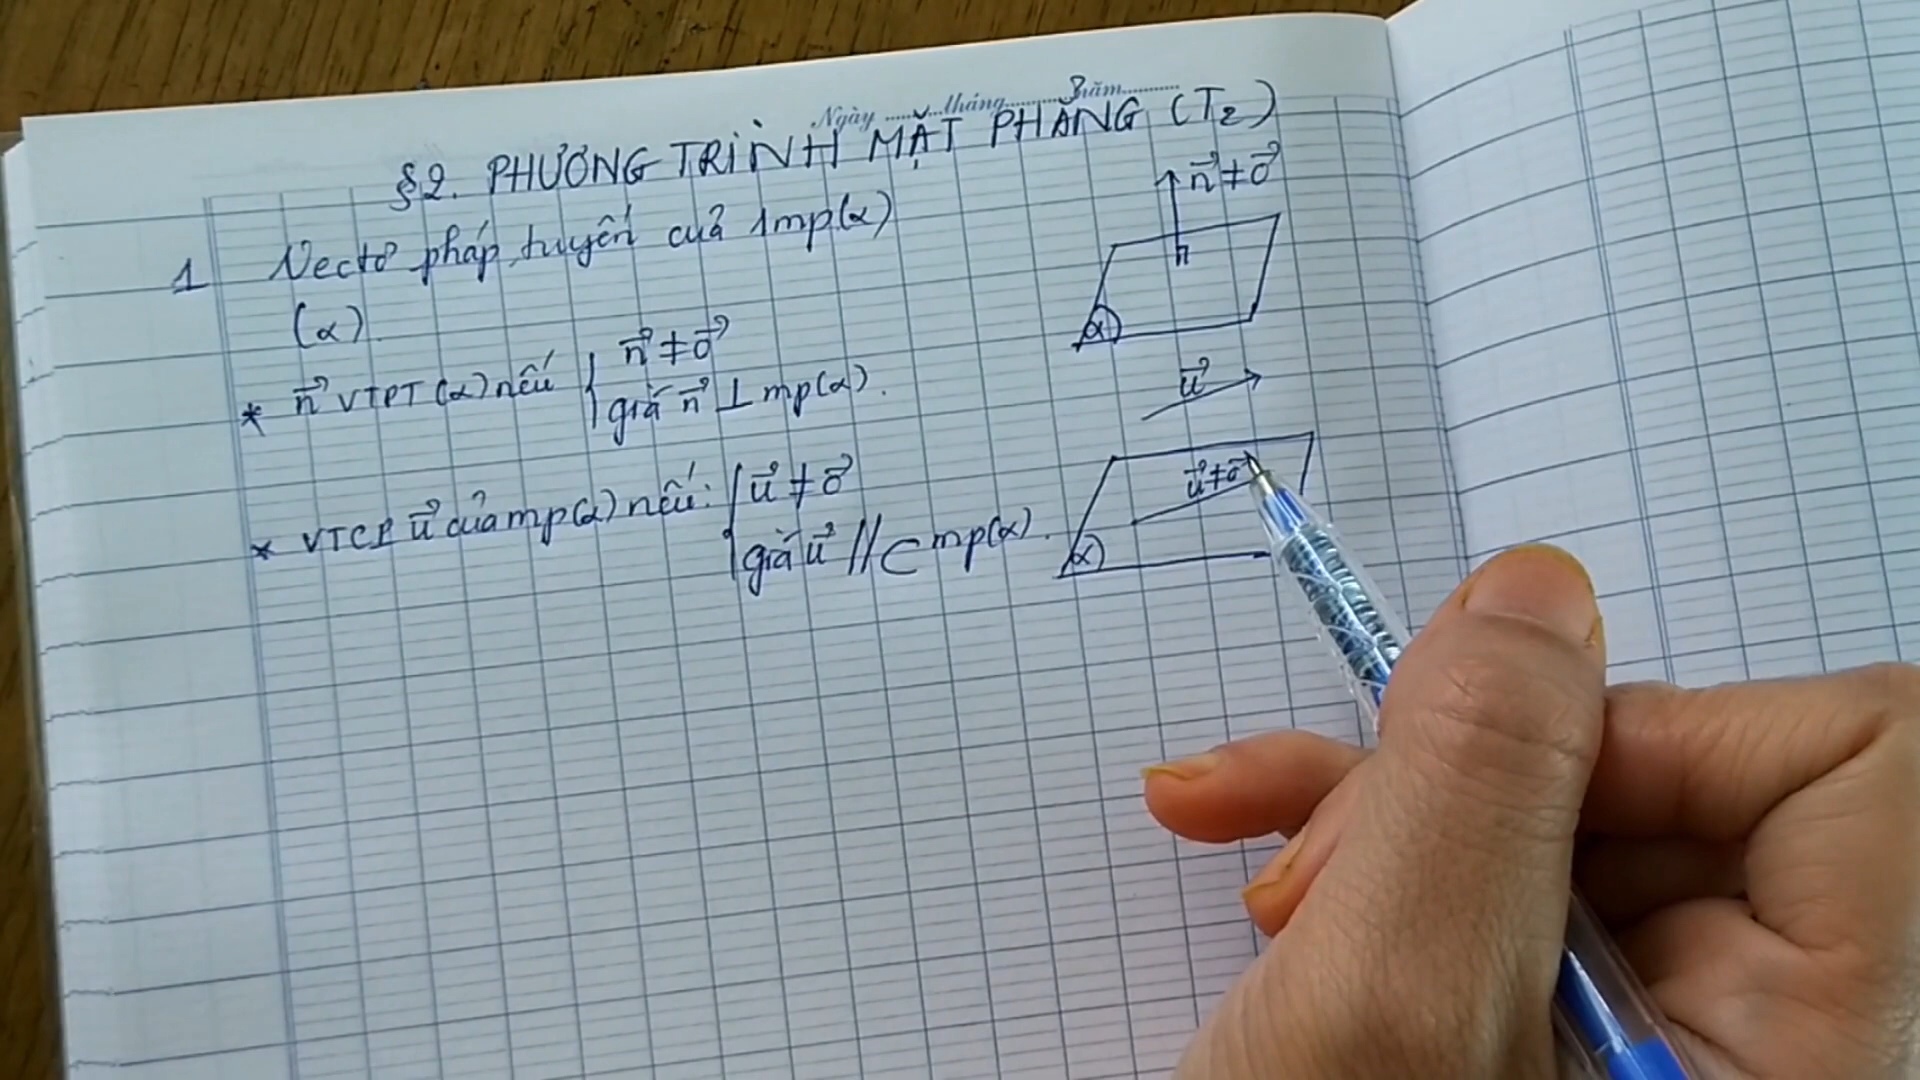 Ngày ........tháng..........năm..........
§2. PHƯƠNG TRÌNH MẶT PHẲNG (T2)
1 Vectơ pháp tuyến của 1mp(α)
(α).
* n⃗ VTPT (α) nếu { n⃗ ≠ 0⃗
giá n⃗ ⊥ mp(α).
* VTCP u⃗ của mp(α) nếu: { u⃗ ≠ 0⃗
giá u⃗ // ⊂ mp(α).
n⃗ ≠ 0⃗
α
u⃗
u⃗ ≠ 0⃗
α